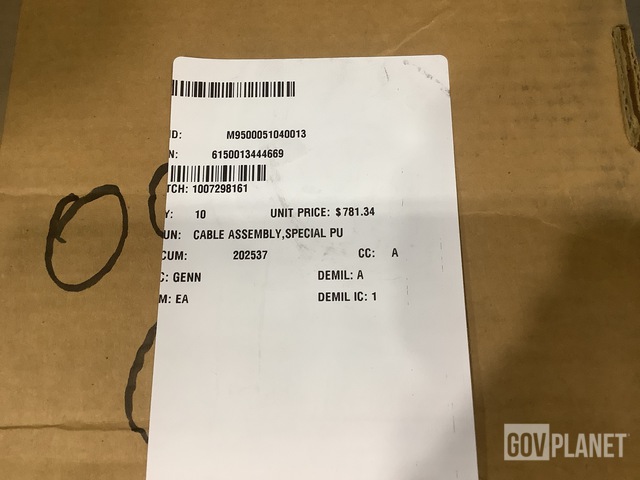 ID: M9500051040013
N: 6150013444669
TCH: 1007298161
Y: 10 UNIT PRICE: $781.34
UN: CABLE ASSEMBLY,SPECIAL PU
CUM: 202537 CC: A
C: GENN DEMIL: A
M: EA DEMIL IC: 1
GOVPLANET